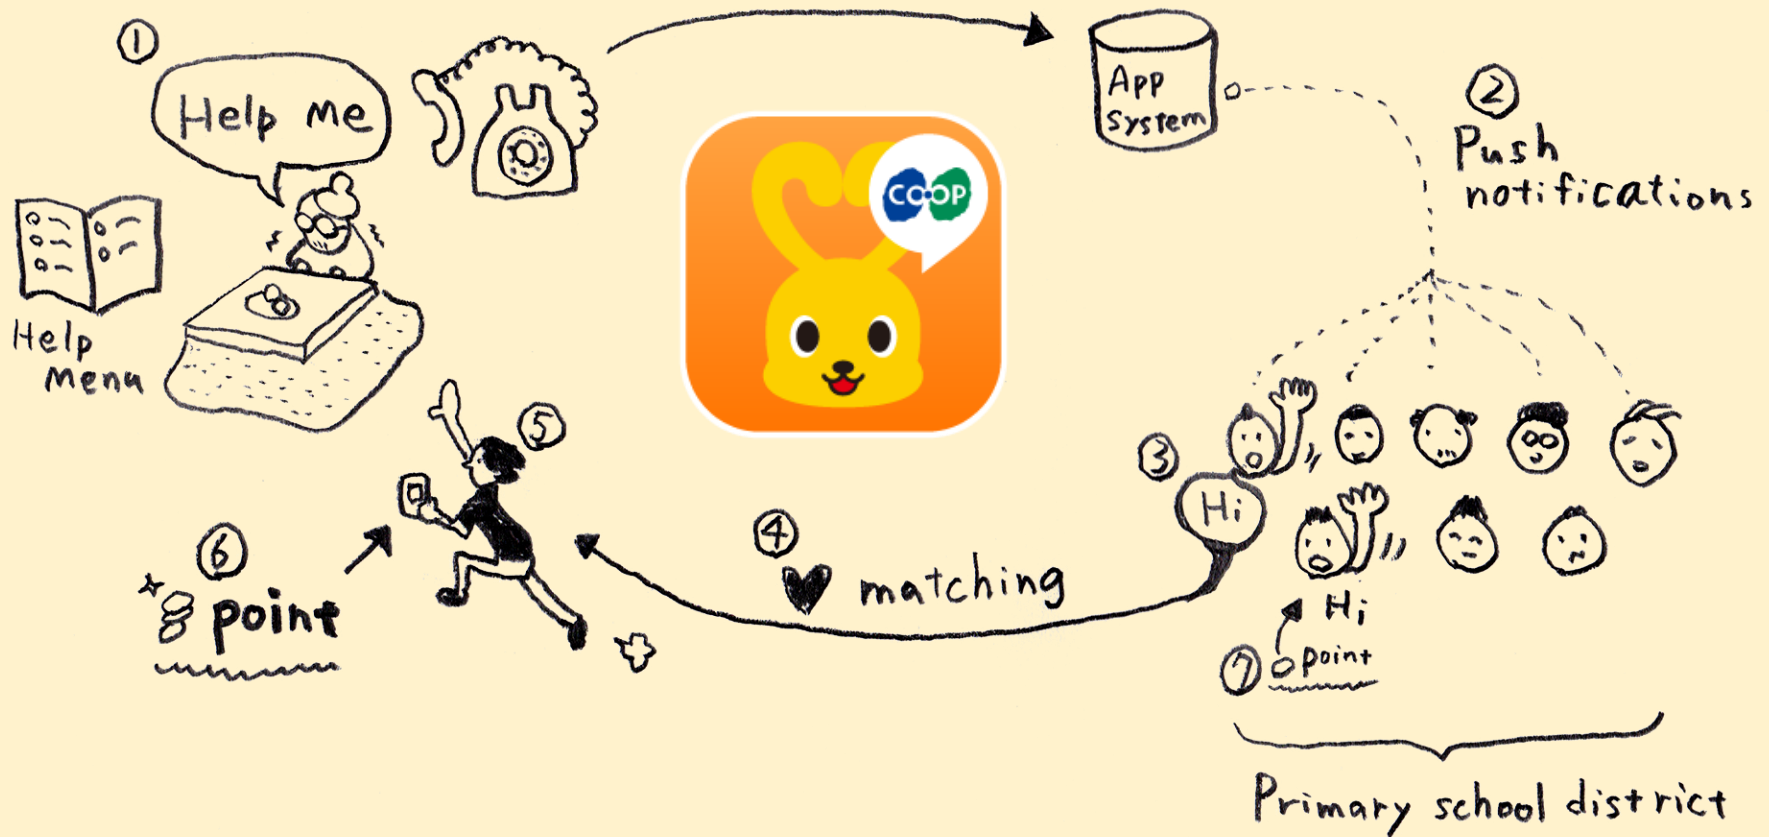 ①
Help me
Help
menu
App
System
②
Push
notifications
CO·OP
③
Hi
④
matching
⑤
⑥
point
Hi
⑦ point
Primary school district